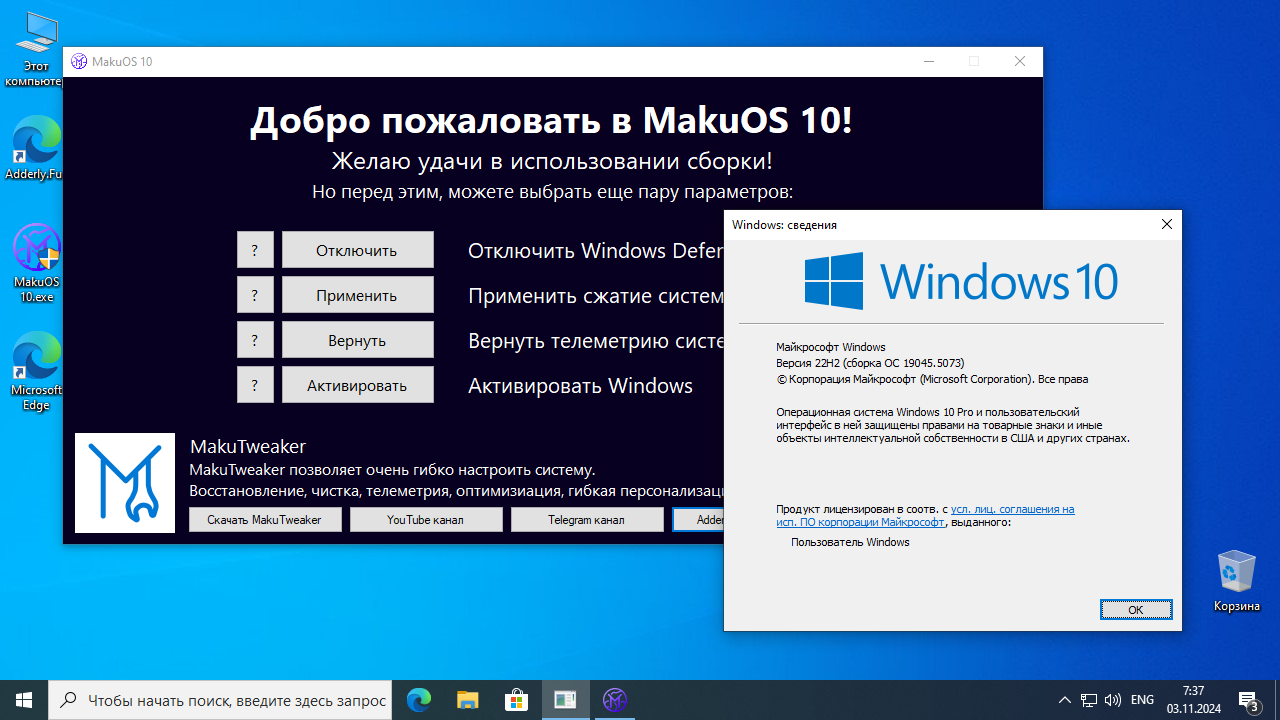 Этот
компьютер
Adderly.Fu
MakuOS
10.exe
Microsoft
Edge
MakuOS 10
Добро пожаловать в MakuOS 10!
Желаю удачи в использовании сборки!
Но перед этим, можете выбрать еще пару параметров:
? Отключить Отключить Windows Defen
? Применить Применить сжатие систем
? Вернуть Вернуть телеметрию систе
? Активировать Активировать Windows
MakuTweaker
MakuTweaker позволяет очень гибко настроить систему.
Восстановление, чистка, телеметрия, оптимизиация, гибкая персонализаци
Скачать MakuTweaker YouTube канал Telegram канал Adder
Windows: сведения
Windows 10
Майкрософт Windows
Версия 22H2 (сборка ОС 19045.5073)
© Корпорация Майкрософт (Microsoft Corporation). Все права
Операционная система Windows 10 Pro и пользовательский
интерфейс в ней защищены правами на товарные знаки и иные
объекты интеллектуальной собственности в США и других странах.
Продукт лицензирован в соотв. с усл. лиц. соглашения на
исп. ПО корпорации Майкрософт, выданного:
Пользователь Windows
OK
Корзина
Чтобы начать поиск, введите здесь запрос
ENG
7:37
03.11.2024
3